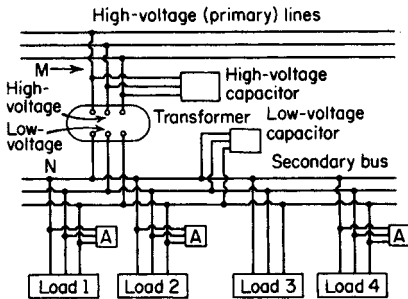 High-voltage (primary) lines
M
High-
voltage
High-voltage
capacitor
Transformer
Low-
voltage
Low-voltage
capacitor
N
Secondary bus
A
A
A
Load 1
Load 2
Load 3
Load 4